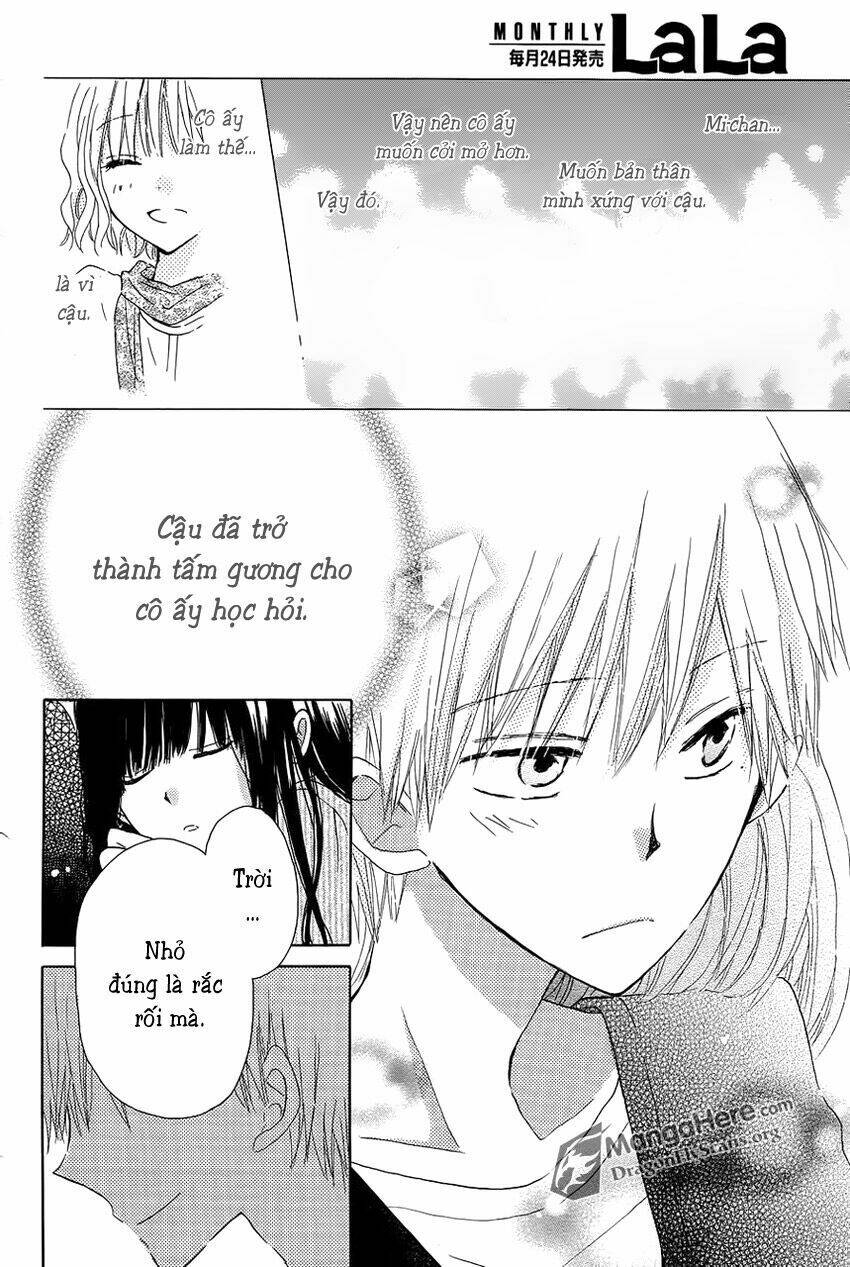 MONTHLY
毎月24日発売
LaLa
Cô ấy
làm thế...
là vì
cậu.
Vậy nên cô ấy
muốn cởi mở hơn.
Vậy đó.
Mi-chan...
Muốn bản thân
mình xứng với cậu.
Cậu đã trở
thành tấm gương cho
cô ấy học hỏi.
Trời
...
Nhỏ
đúng là rắc
rối mà.
MangaHere.com
DragonFKScans.org